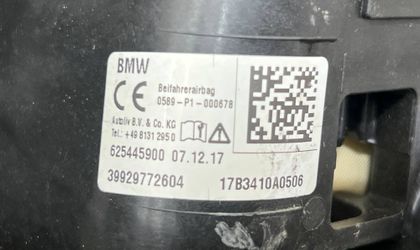 BMW
CE
Beifahrerairbag
0589-P1-000678
Autoliv B.V. & Co. KG
Tel.: +49 8131 295 0
625445900 07.12.17
39929772604 17B3410A0506